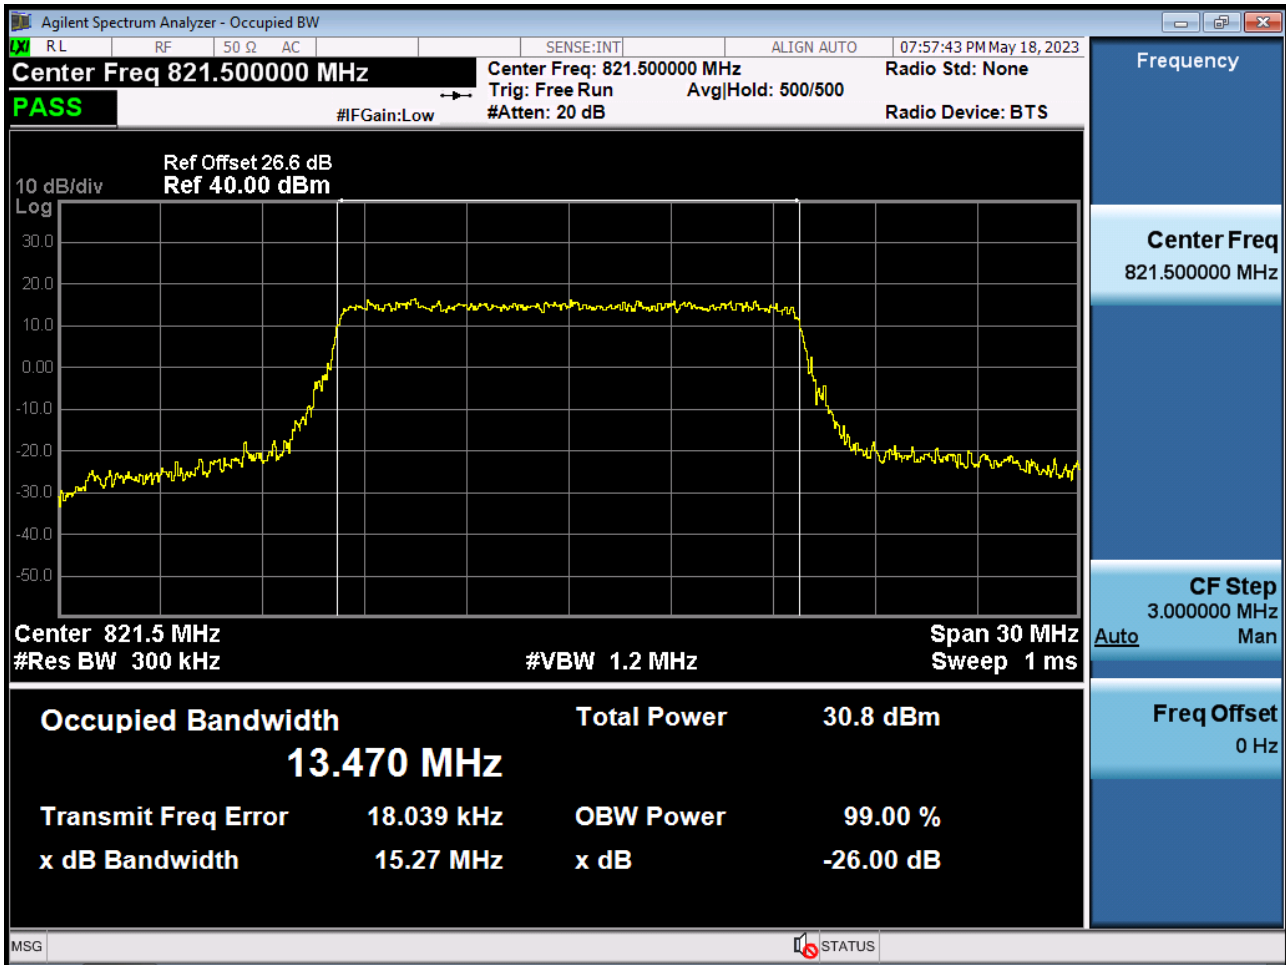 Agilent Spectrum Analyzer - Occupied BW
LXI RL RF 50 Ω AC SENSE:INT ALIGN AUTO 07:57:43 PM May 18, 2023
Center Freq 821.500000 MHz
PASS
#IFGain:Low
Center Freq: 821.500000 MHz
Trig: Free Run Avg|Hold: 500/500
#Atten: 20 dB
Radio Std: None
Radio Device: BTS
Ref Offset 26.6 dB
10 dB/div Ref 40.00 dBm
Log
30.0
20.0
10.0
0.00
-10.0
-20.0
-30.0
-40.0
-50.0
Center 821.5 MHz Span 30 MHz
#Res BW 300 kHz #VBW 1.2 MHz Sweep 1 ms
Occupied Bandwidth Total Power 30.8 dBm
13.470 MHz
Transmit Freq Error 18.039 kHz OBW Power 99.00 %
x dB Bandwidth 15.27 MHz x dB -26.00 dB
MSG STATUS
Frequency
Center Freq
821.500000 MHz
CF Step
3.000000 MHz
Auto Man
Freq Offset
0 Hz